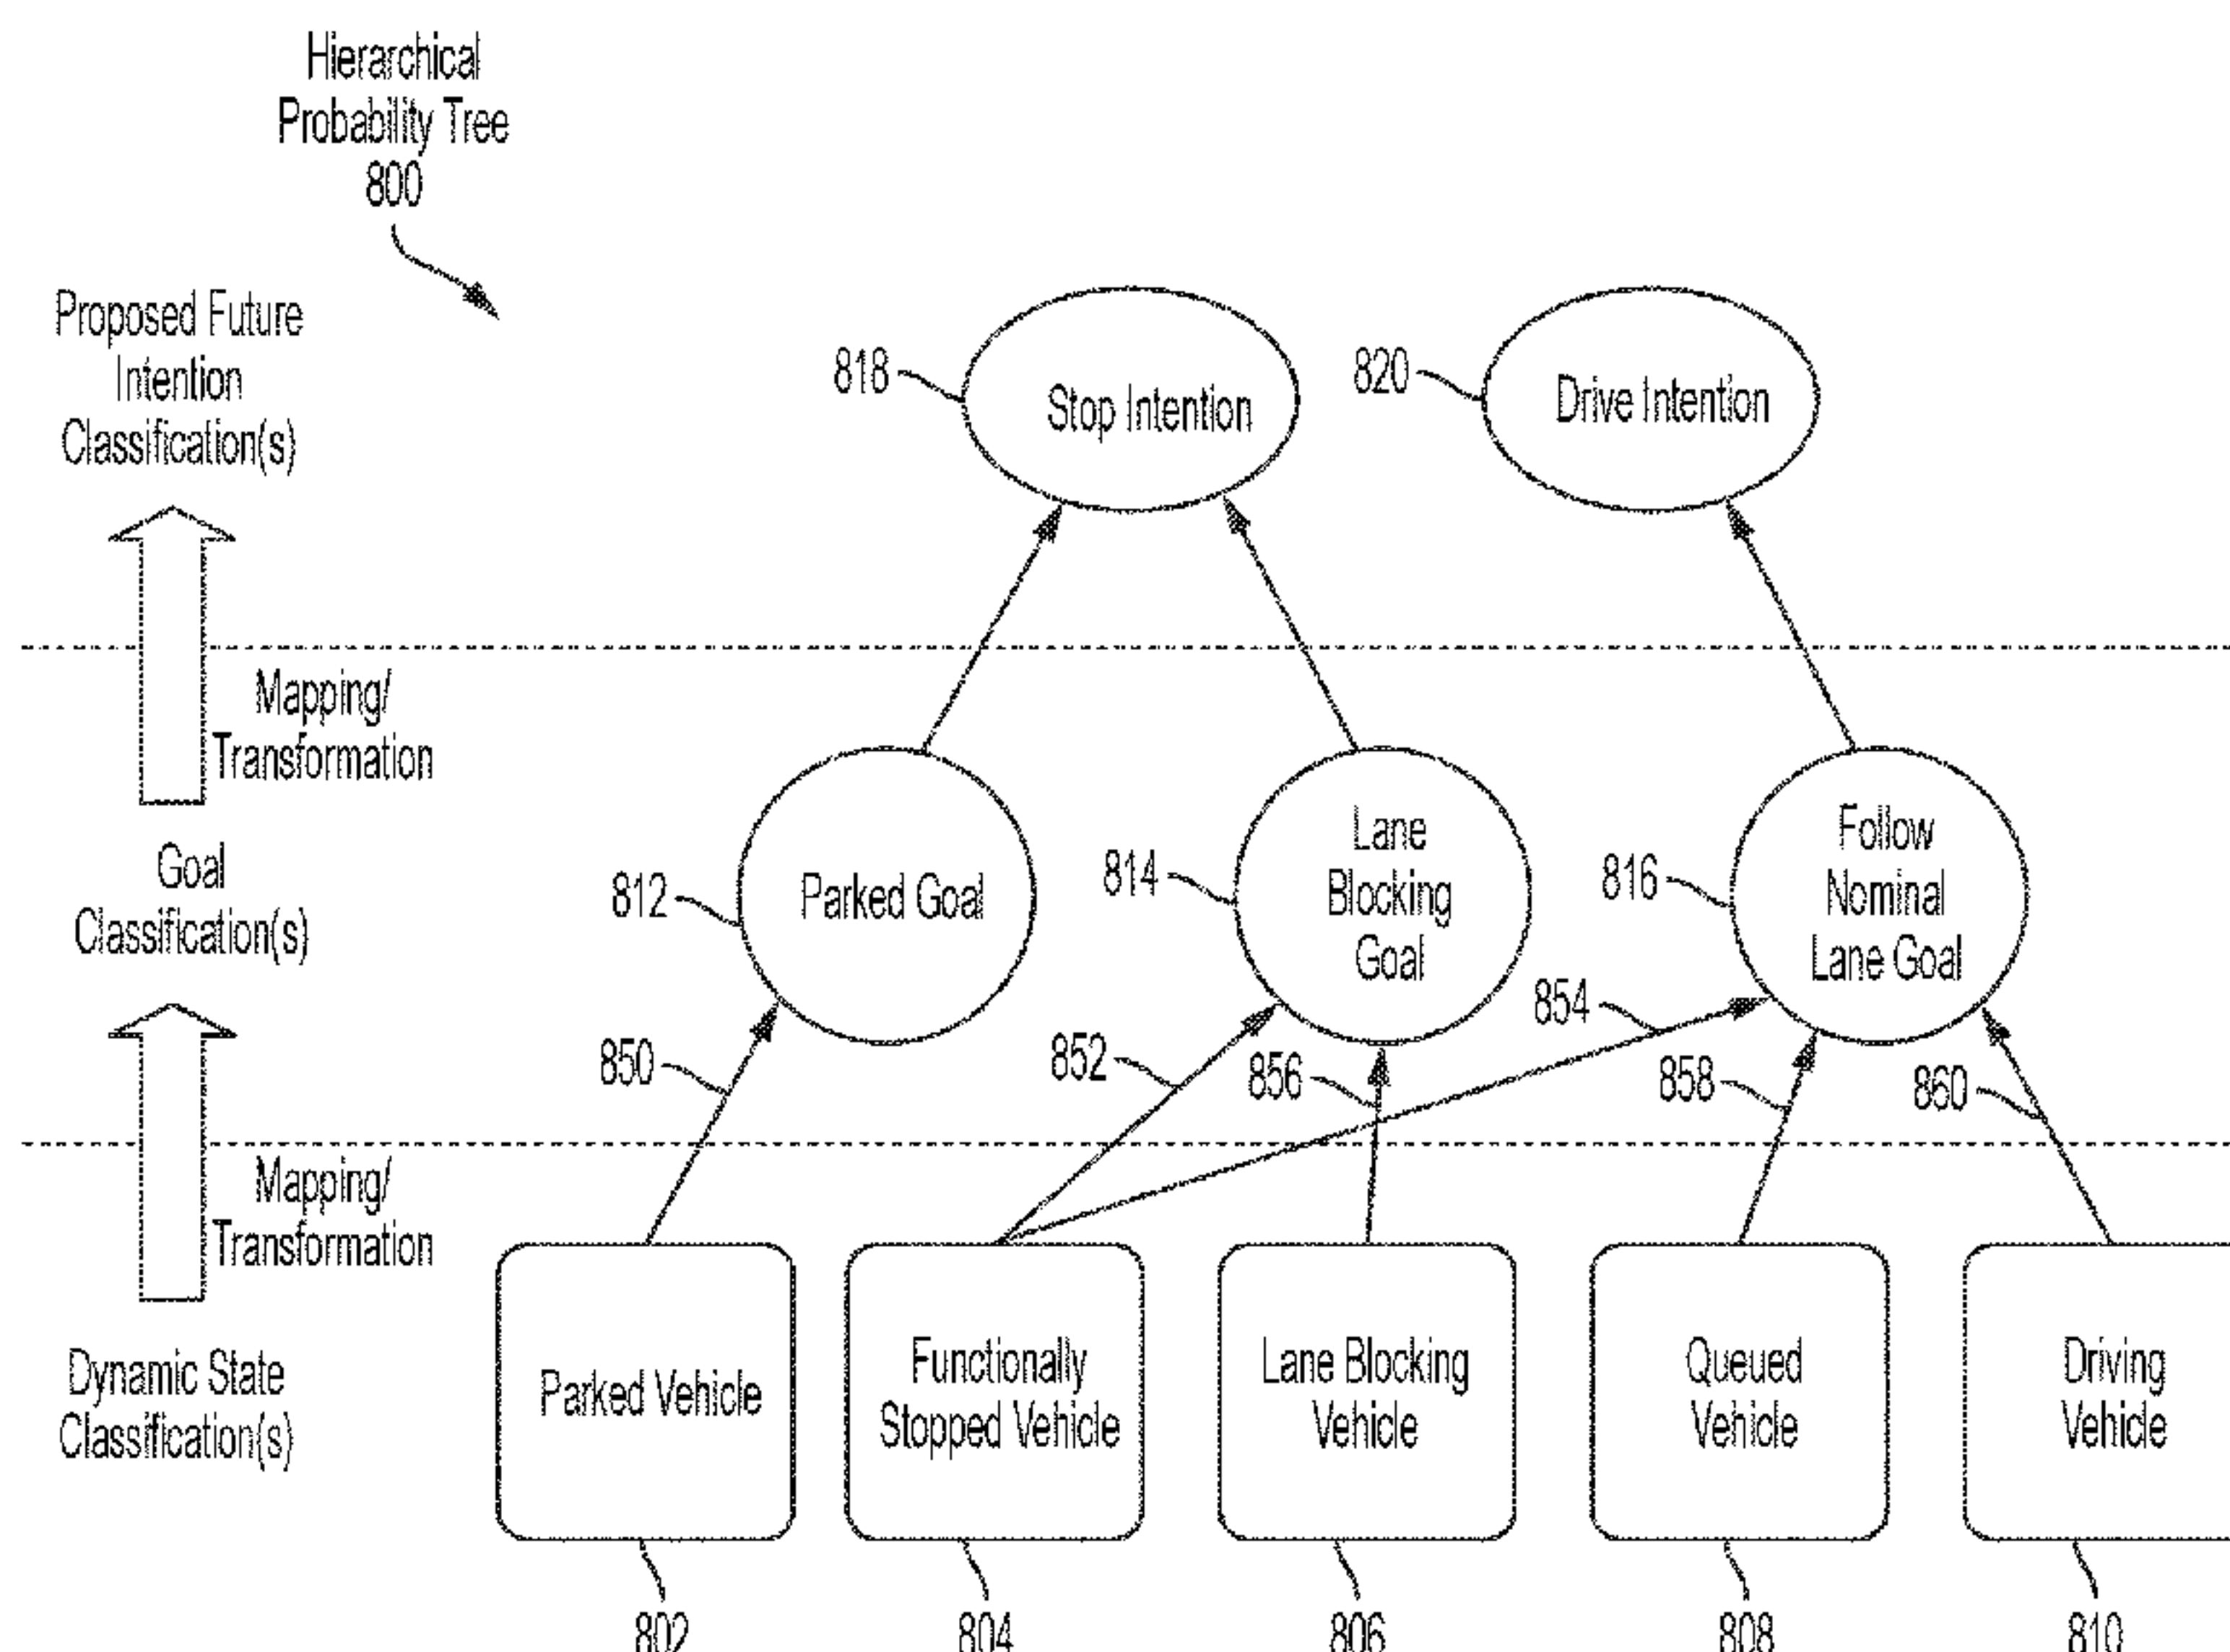 Hierarchical
Probability Tree
800
Proposed Future
Intention
Classification(s)
818
Stop Intention
820
Drive Intention
Mapping/
Transformation
Goal
Classification(s)
812
Parked Goal
814
Lane
Blocking
Goal
816
Follow
Nominal
Lane Goal
850
852
856
854
858
860
Mapping/
Transformation
Dynamic State
Classification(s)
Parked Vehicle
Functionally
Stopped Vehicle
Lane Blocking
Vehicle
Queued
Vehicle
Driving
Vehicle
802
804
806
808
810